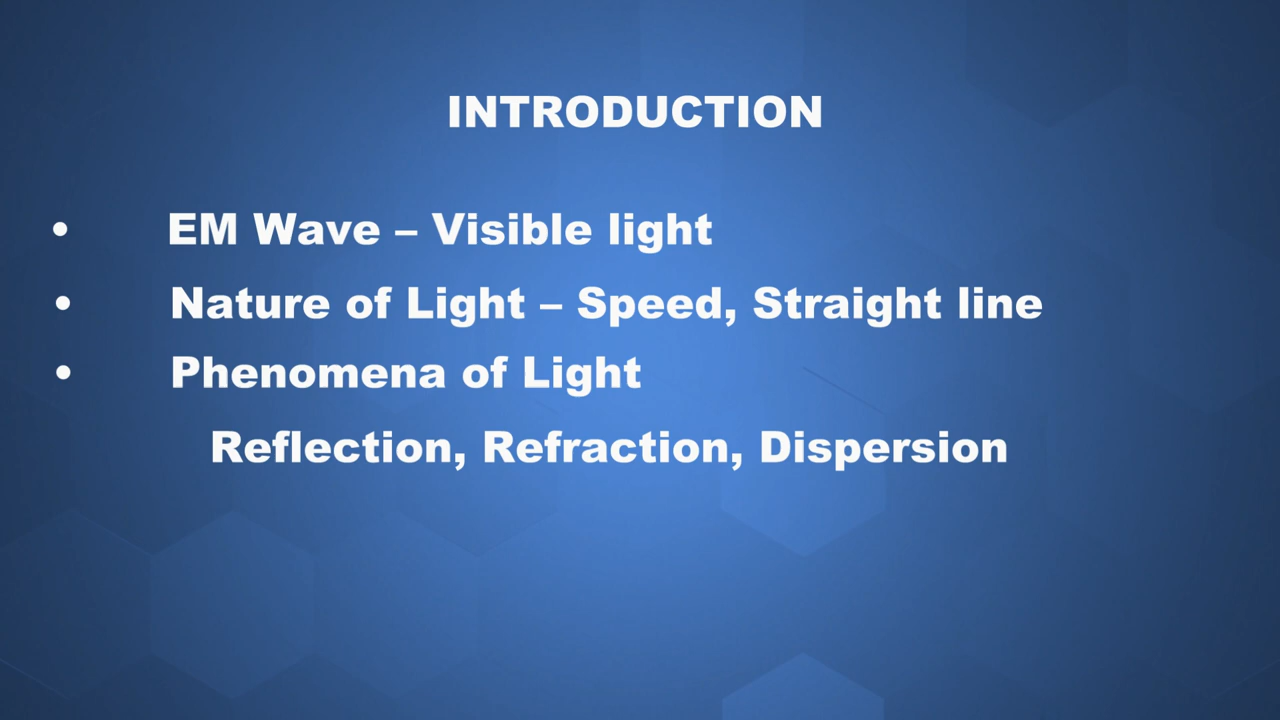 INTRODUCTION
• EM Wave – Visible light
• Nature of Light – Speed, Straight line
• Phenomena of Light
Reflection, Refraction, Dispersion